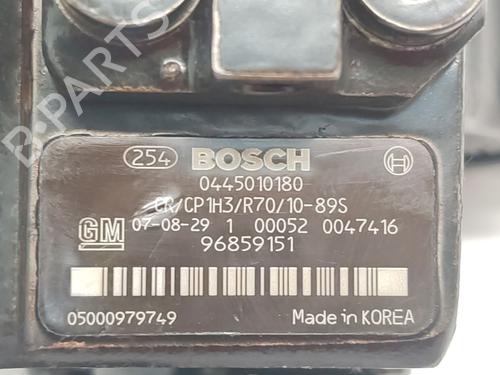 254 BOSCH
0445010180
CR/CP1H3/R70/10-89S
GM 07-08-29 1 00052 0047416
96859151
05000979749 Made in KOREA
B-PARTS